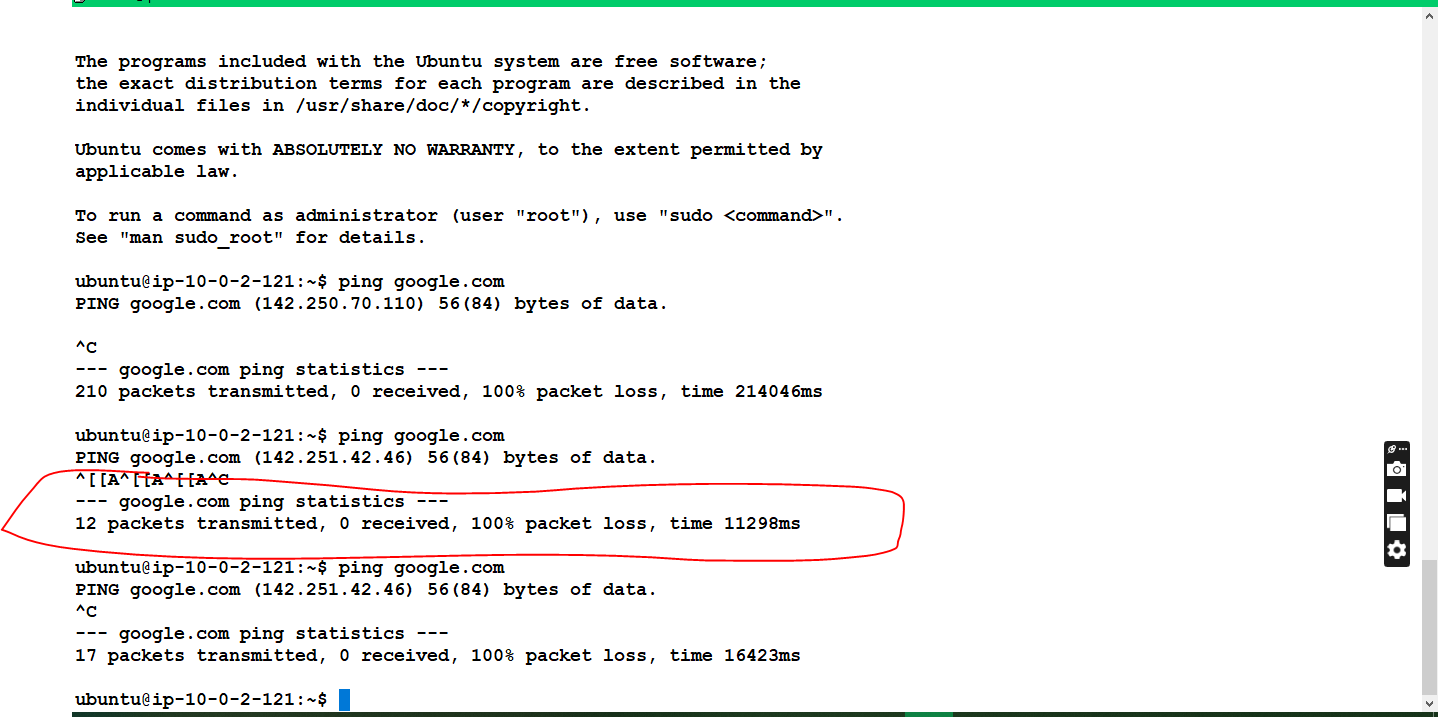 The programs included with the Ubuntu system are free software;
the exact distribution terms for each program are described in the
individual files in /usr/share/doc/*/copyright.
Ubuntu comes with ABSOLUTELY NO WARRANTY, to the extent permitted by
applicable law.
To run a command as administrator (user "root"), use "sudo <command>".
See "man sudo_root" for details.
ubuntu@ip-10-0-2-121:~$ ping google.com
PING google.com (142.250.70.110) 56(84) bytes of data.
^C
--- google.com ping statistics ---
210 packets transmitted, 0 received, 100% packet loss, time 214046ms
ubuntu@ip-10-0-2-121:~$ ping google.com
PING google.com (142.251.42.46) 56(84) bytes of data.
^[[A^[[A^[[A^C
--- google.com ping statistics ---
12 packets transmitted, 0 received, 100% packet loss, time 11298ms
ubuntu@ip-10-0-2-121:~$ ping google.com
PING google.com (142.251.42.46) 56(84) bytes of data.
^C
--- google.com ping statistics ---
17 packets transmitted, 0 received, 100% packet loss, time 16423ms
ubuntu@ip-10-0-2-121:~$